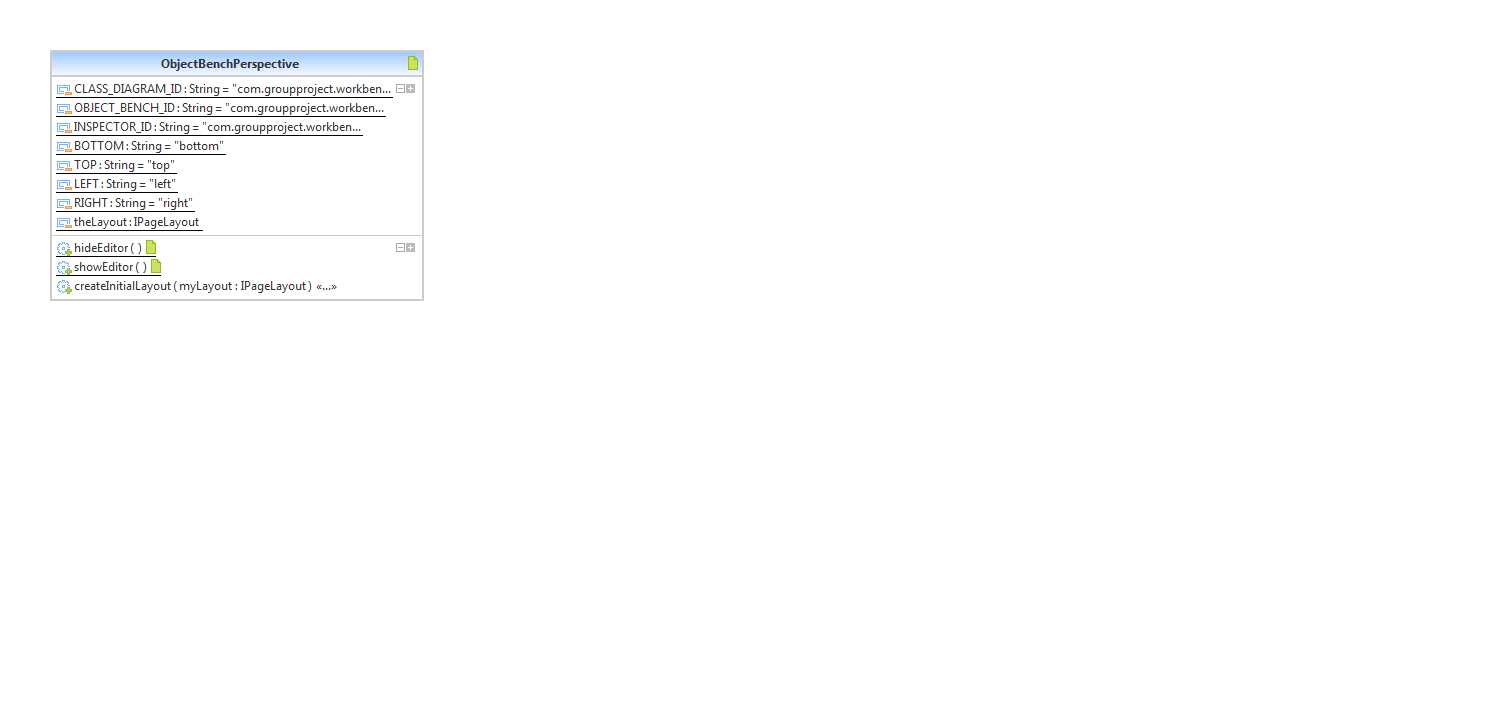 ObjectBenchPerspective
CLASS_DIAGRAM_ID : String = "com.groupproject.workben...
OBJECT_BENCH_ID : String = "com.groupproject.workben...
INSPECTOR_ID : String = "com.groupproject.workben...
BOTTOM : String = "bottom"
TOP : String = "top"
LEFT : String = "left"
RIGHT : String = "right"
theLayout : IPageLayout
hideEditor ( )
showEditor ( )
createInitialLayout ( myLayout : IPageLayout ) «...»